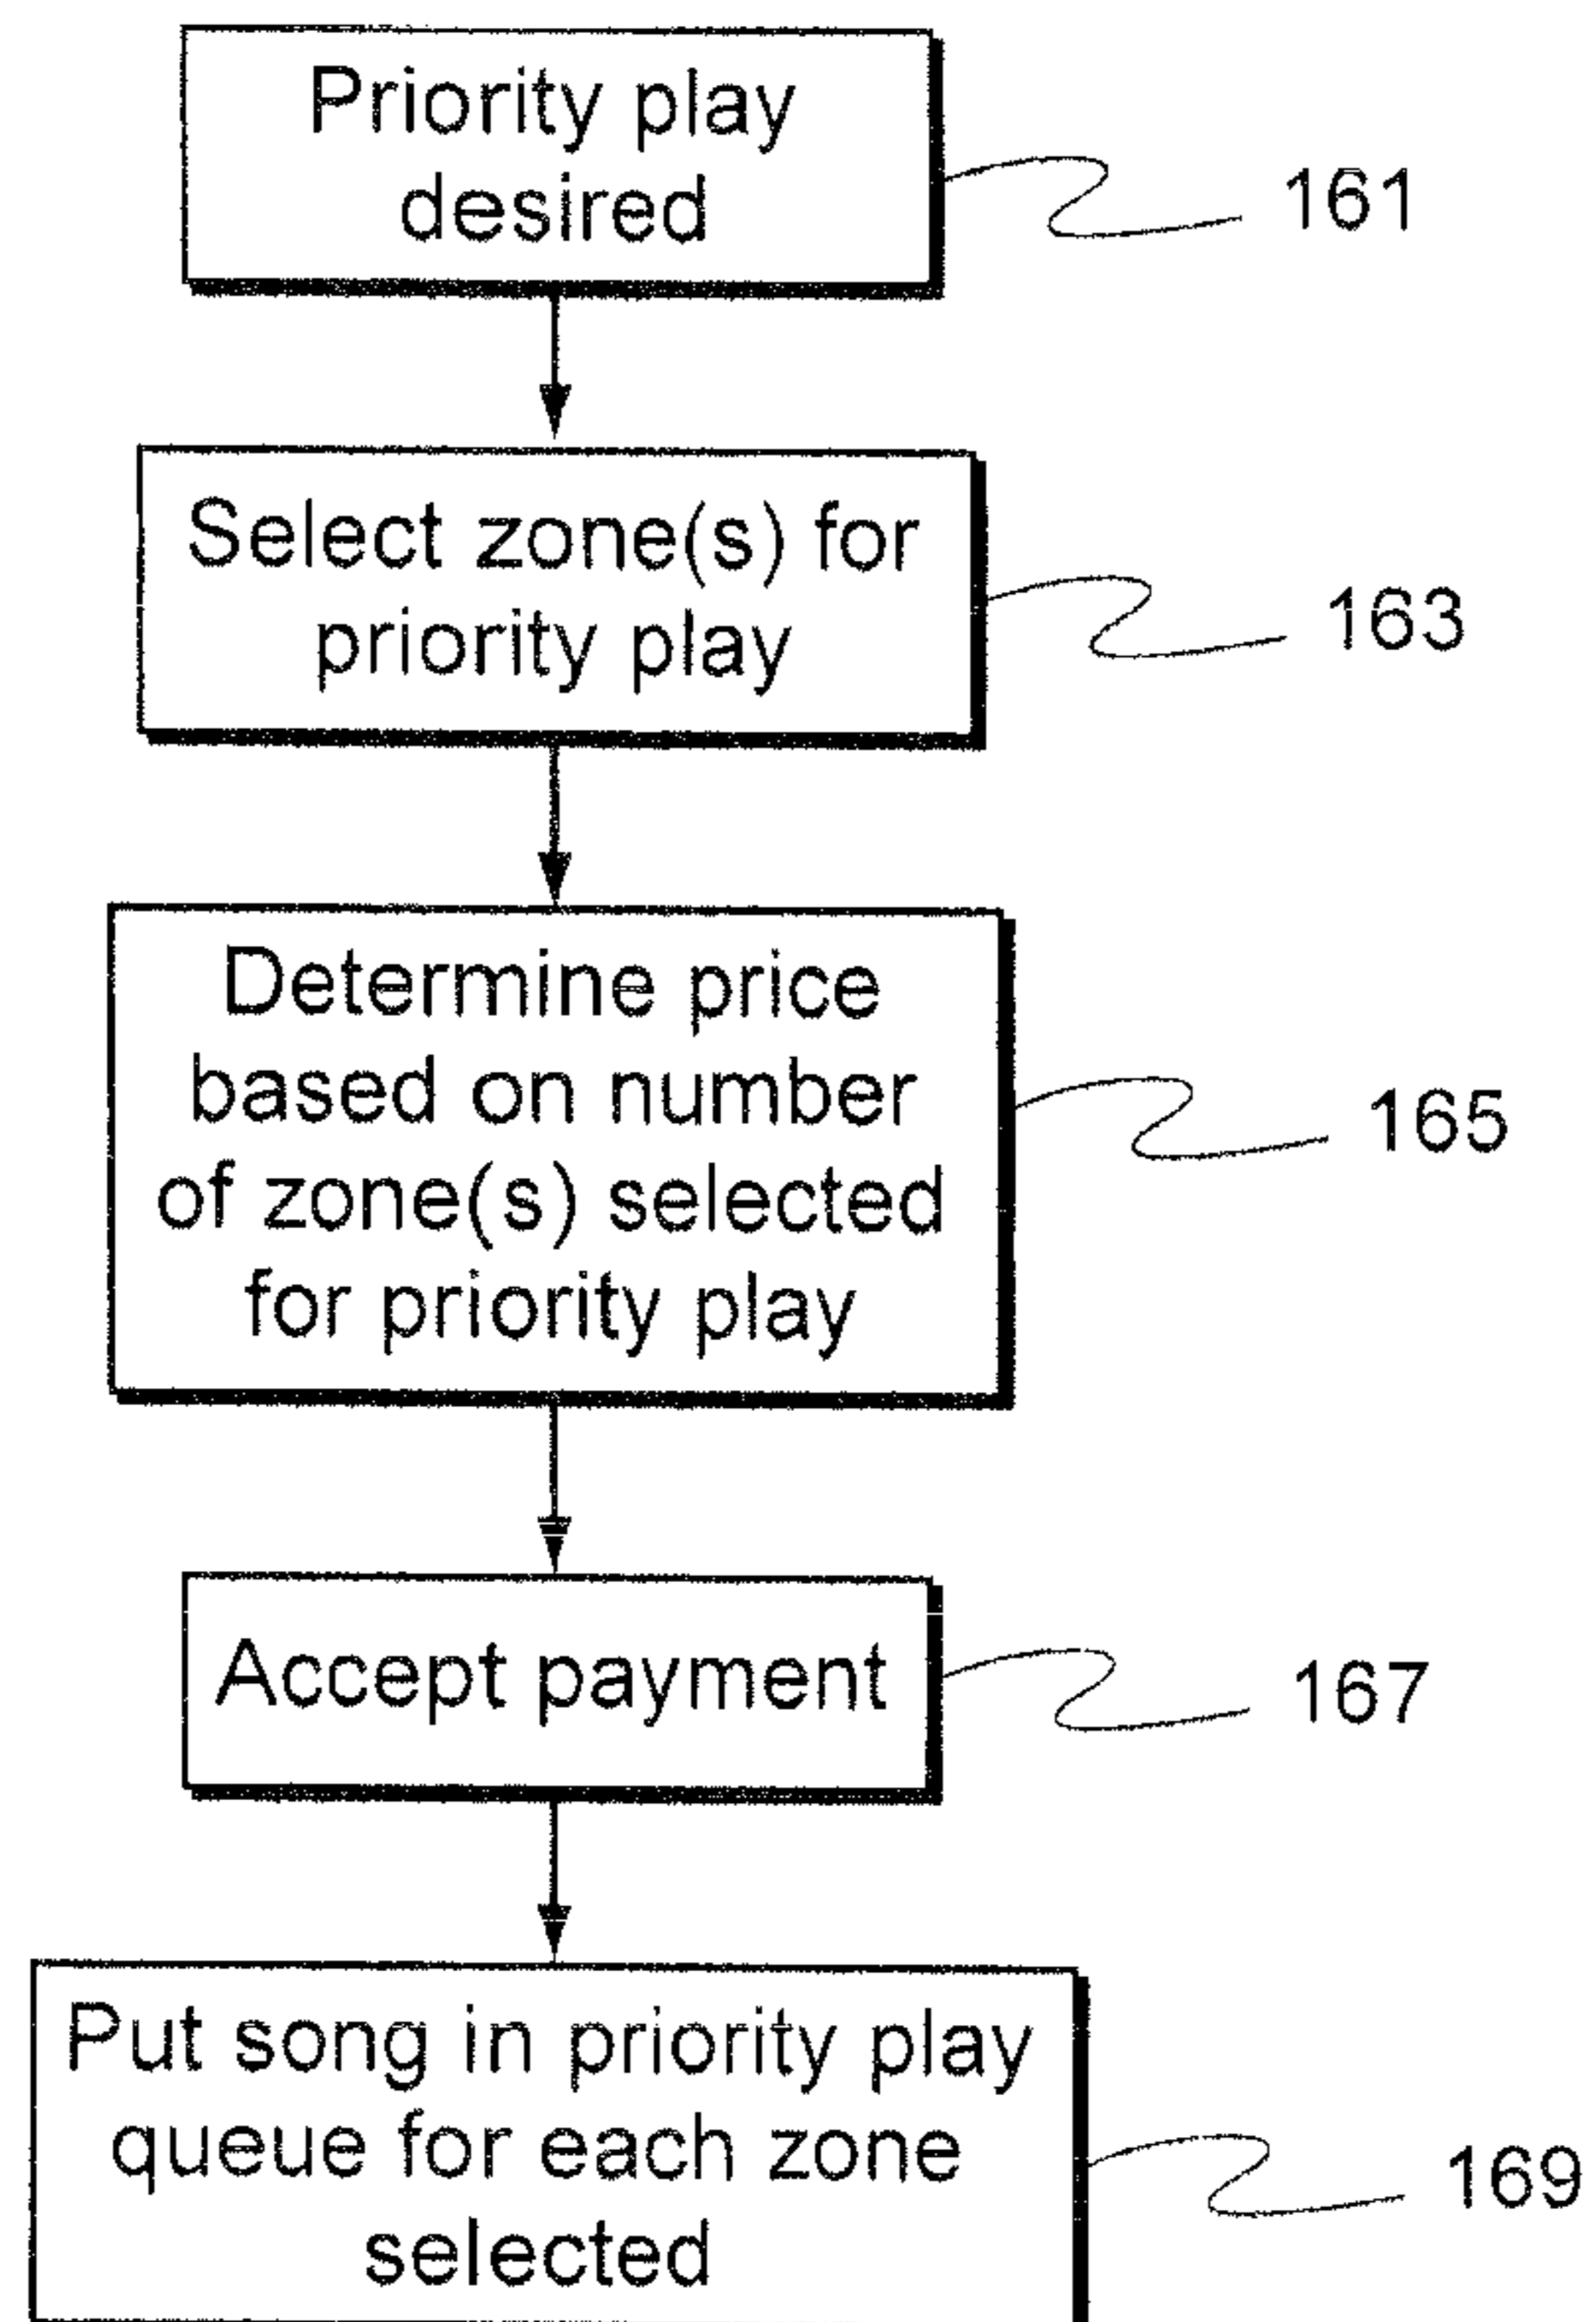 Priority play
desired
161
Select zone(s) for
priority play
163
Determine price
based on number
of zone(s) selected
for priority play
165
Accept payment
167
Put song in priority play
queue for each zone
selected
169